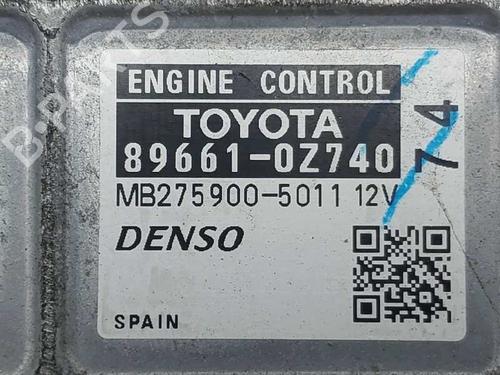 B-PARTS
ENGINE CONTROL
TOYOTA
89661-0Z740
74
MB275900-5011 12V
DENSO
SPAIN